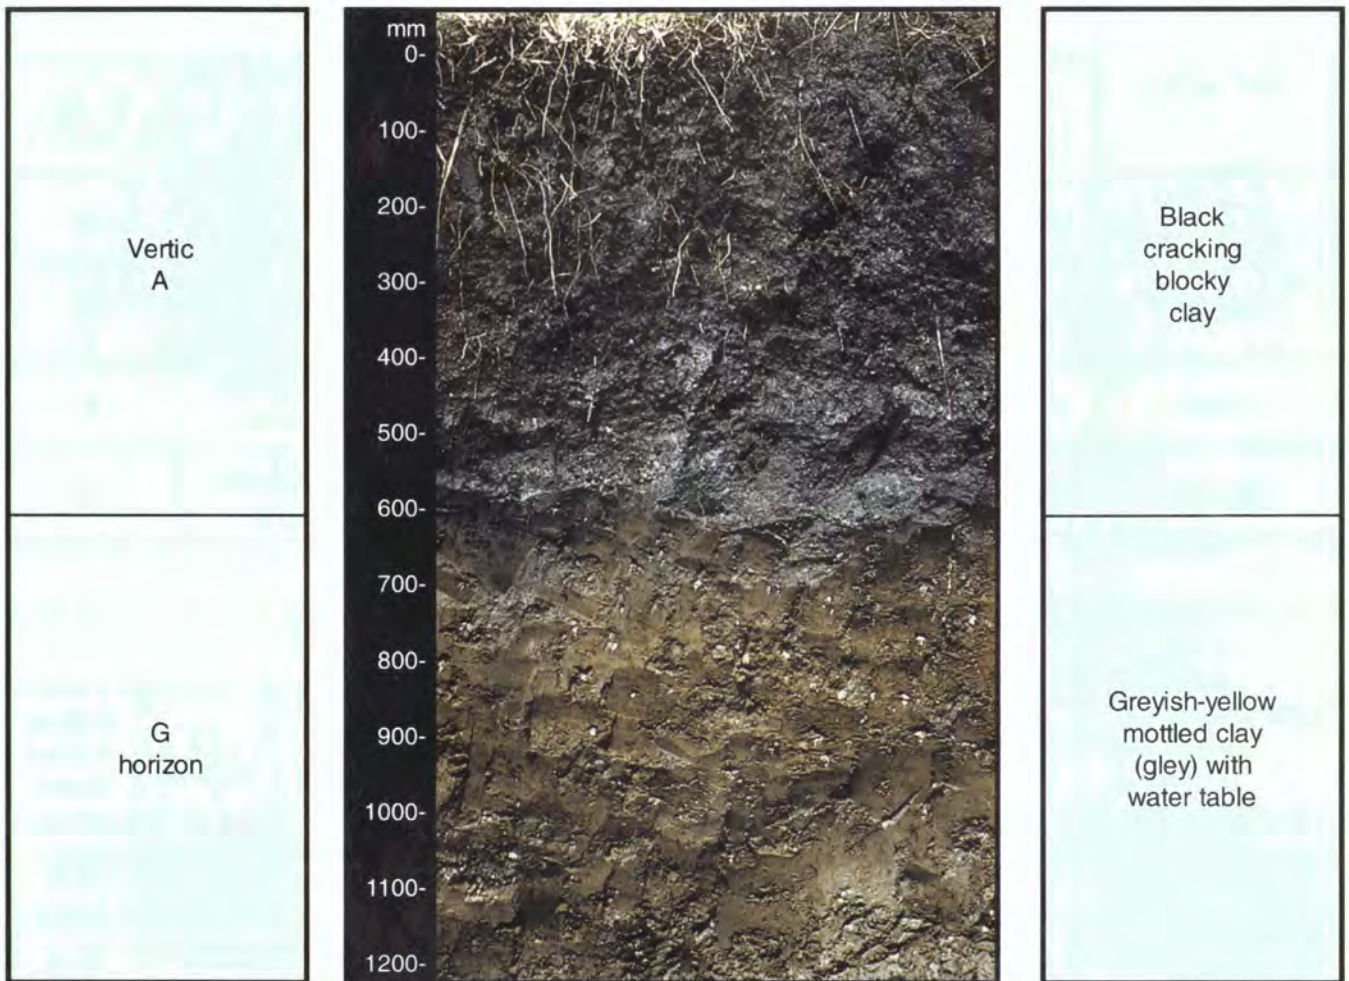 Vertic
A
G
horizon
mm
0-
100-
200-
300-
400-
500-
600-
700-
800-
900-
1000-
1100-
1200-
Black
cracking
blocky
clay
Greyish-yellow
mottled clay
(gley) with
water table